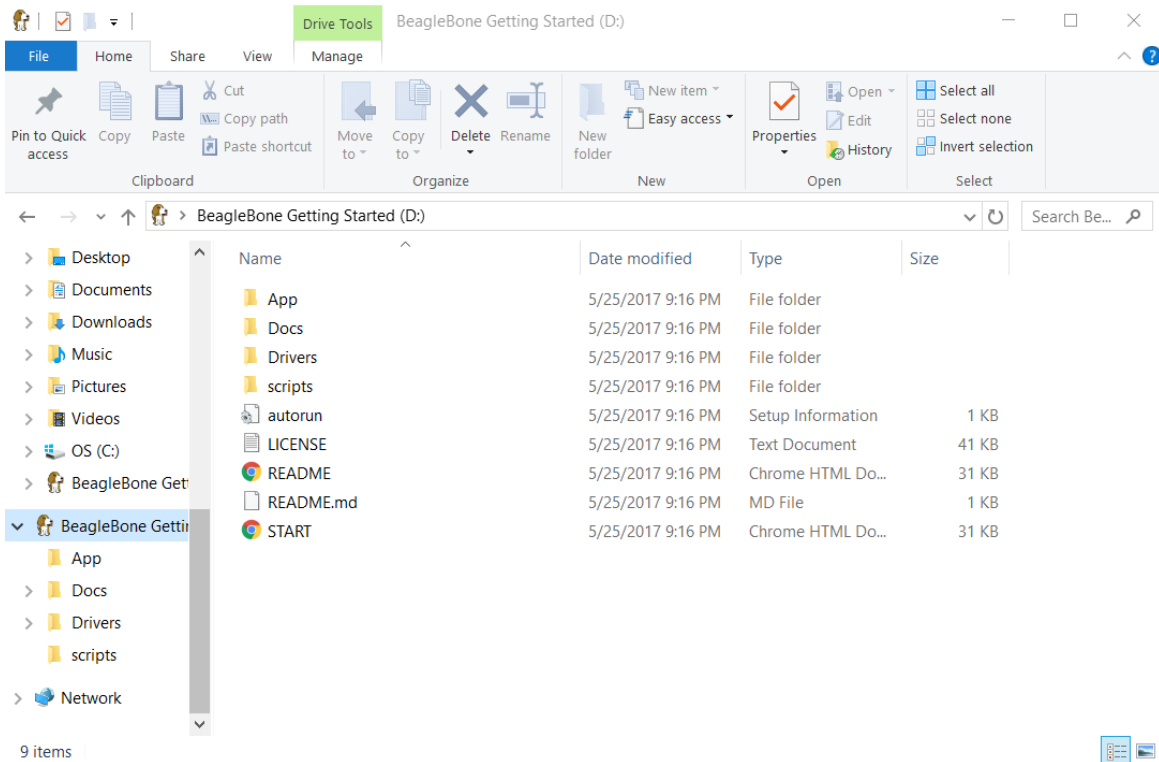 Drive Tools BeagleBone Getting Started (D:)
File Home Share View Manage ?
Pin to Quick access
Copy
Paste
Cut
W... Copy path
Paste shortcut
Clipboard
Move to
Copy to
Delete
Rename
Organize
New folder
New item
Easy access
New
Properties
Open
Edit
History
Open
Select all
Select none
Invert selection
Select
BeagleBone Getting Started (D:) Search Be...
Desktop
Documents
Downloads
Music
Pictures
Videos
OS (C:)
BeagleBone Get
BeagleBone Gettin
App
Docs
Drivers
scripts
Network
Name Date modified Type Size
App 5/25/2017 9:16 PM File folder
Docs 5/25/2017 9:16 PM File folder
Drivers 5/25/2017 9:16 PM File folder
scripts 5/25/2017 9:16 PM File folder
autorun 5/25/2017 9:16 PM Setup Information 1 KB
LICENSE 5/25/2017 9:16 PM Text Document 41 KB
README 5/25/2017 9:16 PM Chrome HTML Do... 31 KB
README.md 5/25/2017 9:16 PM MD File 1 KB
START 5/25/2017 9:16 PM Chrome HTML Do... 31 KB
9 items